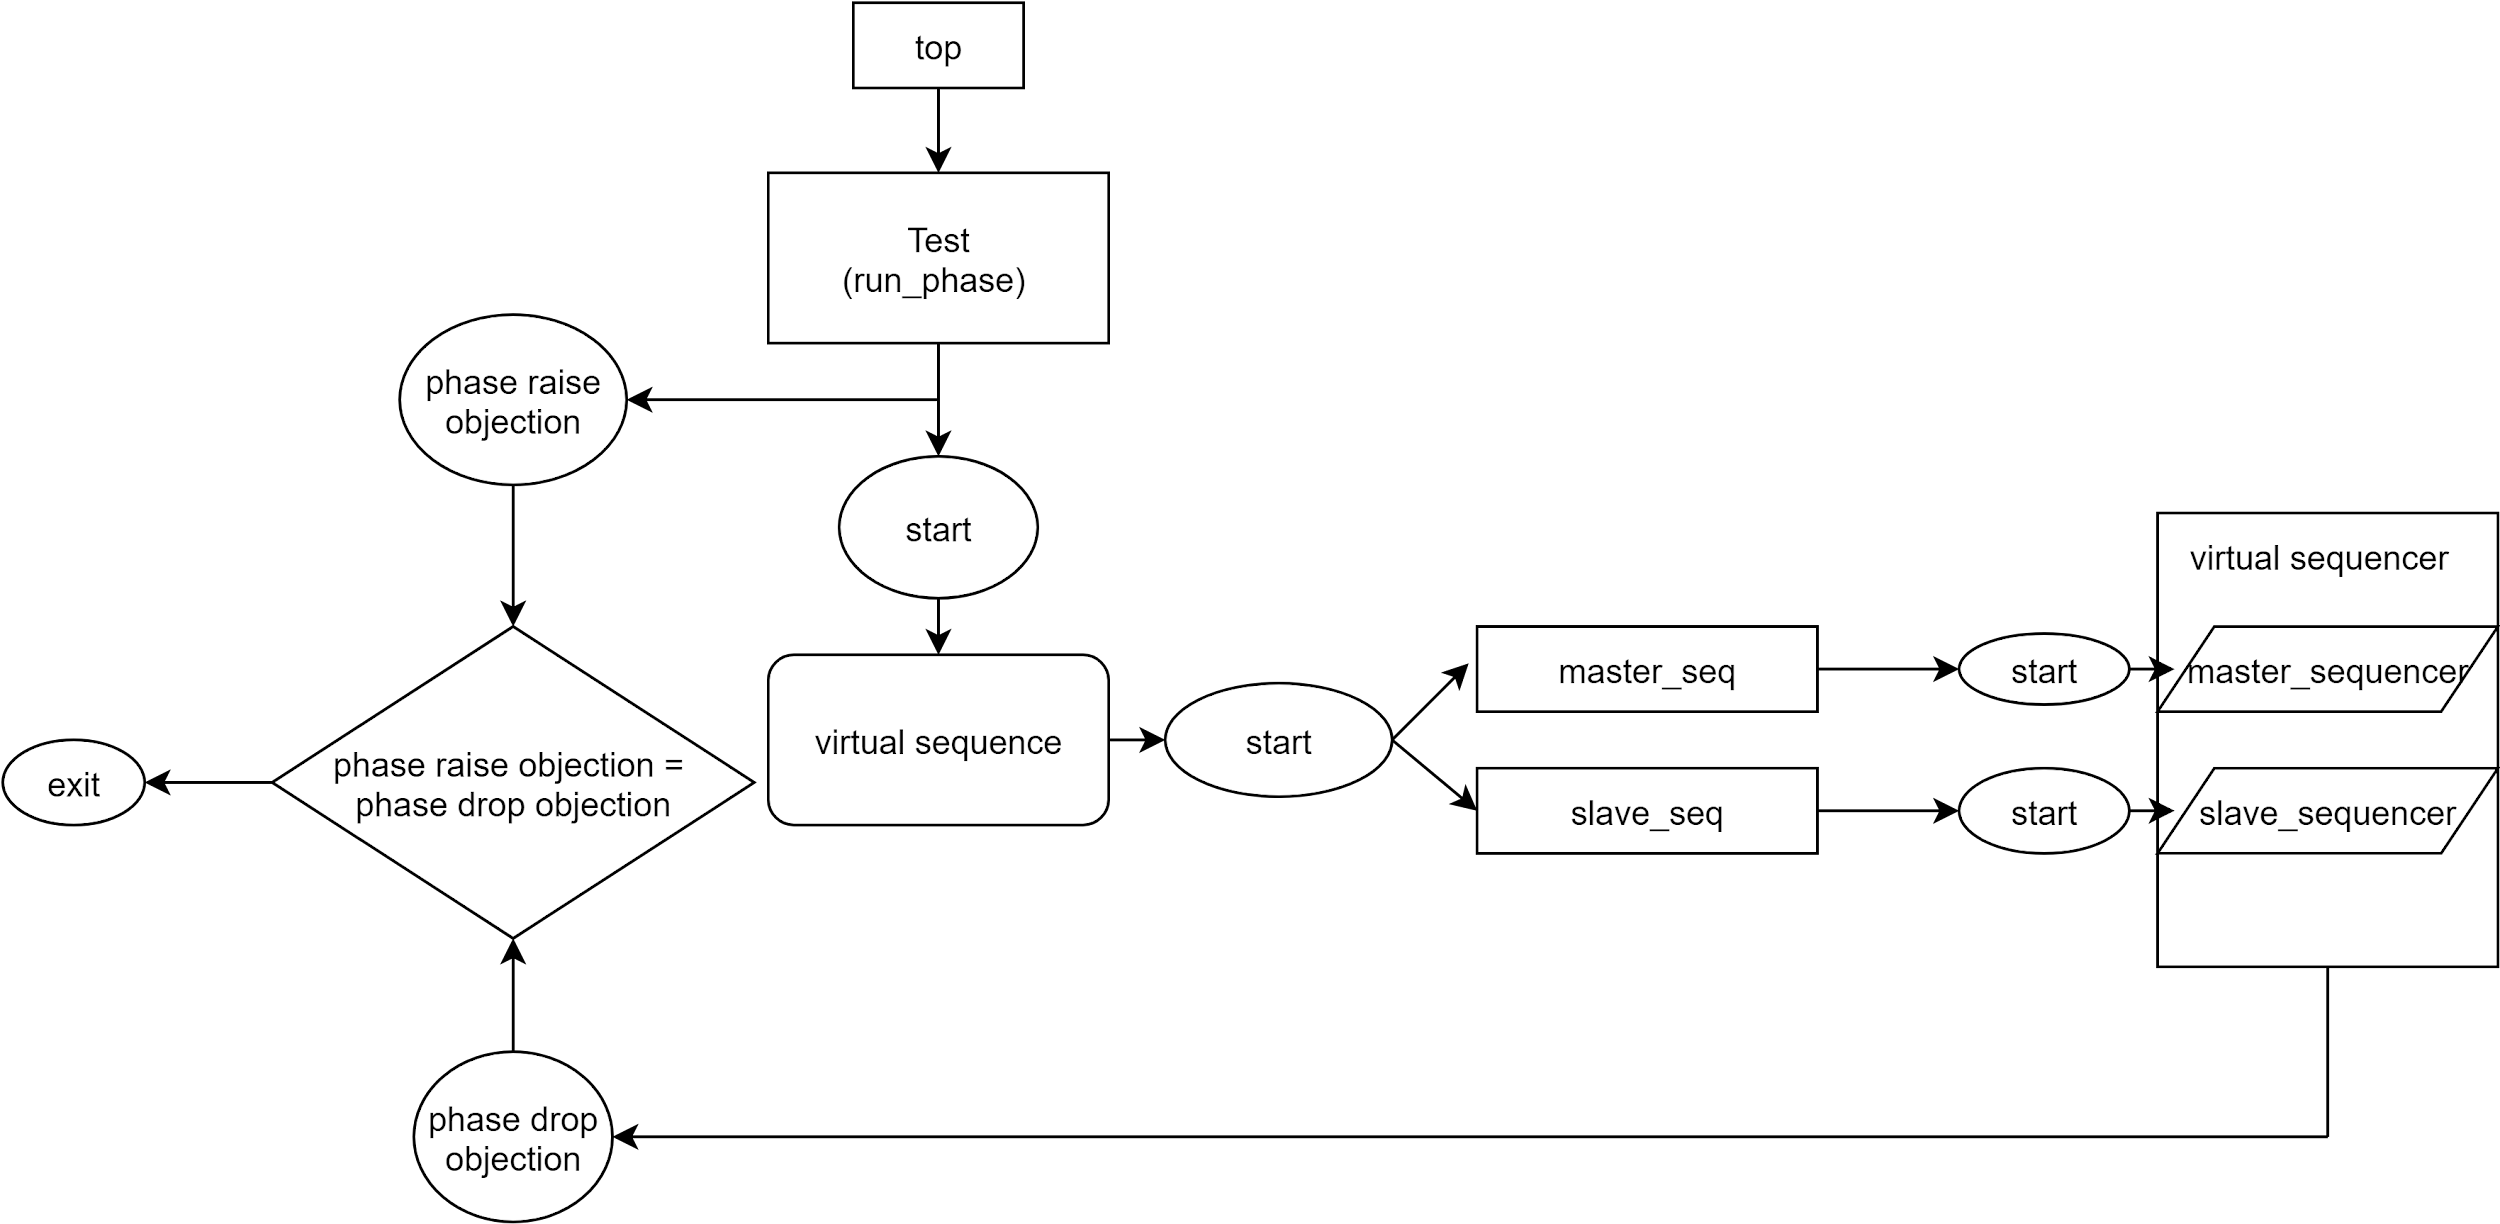 top
Test
(run_phase)
phase raise
objection
start
virtual sequencer
master_seq
start
master_sequencer
virtual sequence
start
phase raise objection =
phase drop objection
exit
slave_seq
start
slave_sequencer
phase drop
objection